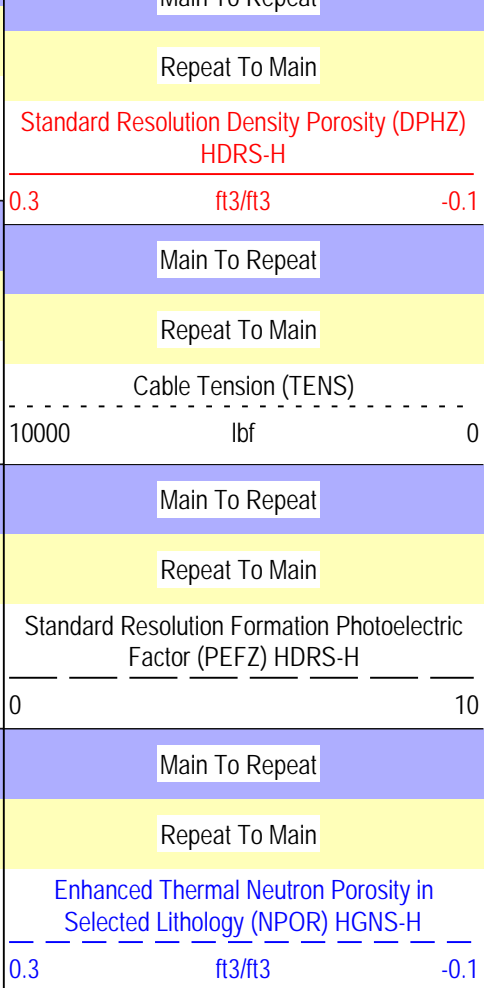 Main To Repeat
Repeat To Main
Standard Resolution Density Porosity (DPHZ)
HDRS-H
0.3 ft3/ft3 -0.1
Main To Repeat
Repeat To Main
Cable Tension (TENS)
10000 lbf 0
Main To Repeat
Repeat To Main
Standard Resolution Formation Photoelectric
Factor (PEFZ) HDRS-H
0 10
Main To Repeat
Repeat To Main
Enhanced Thermal Neutron Porosity in
Selected Lithology (NPOR) HGNS-H
0.3 ft3/ft3 -0.1